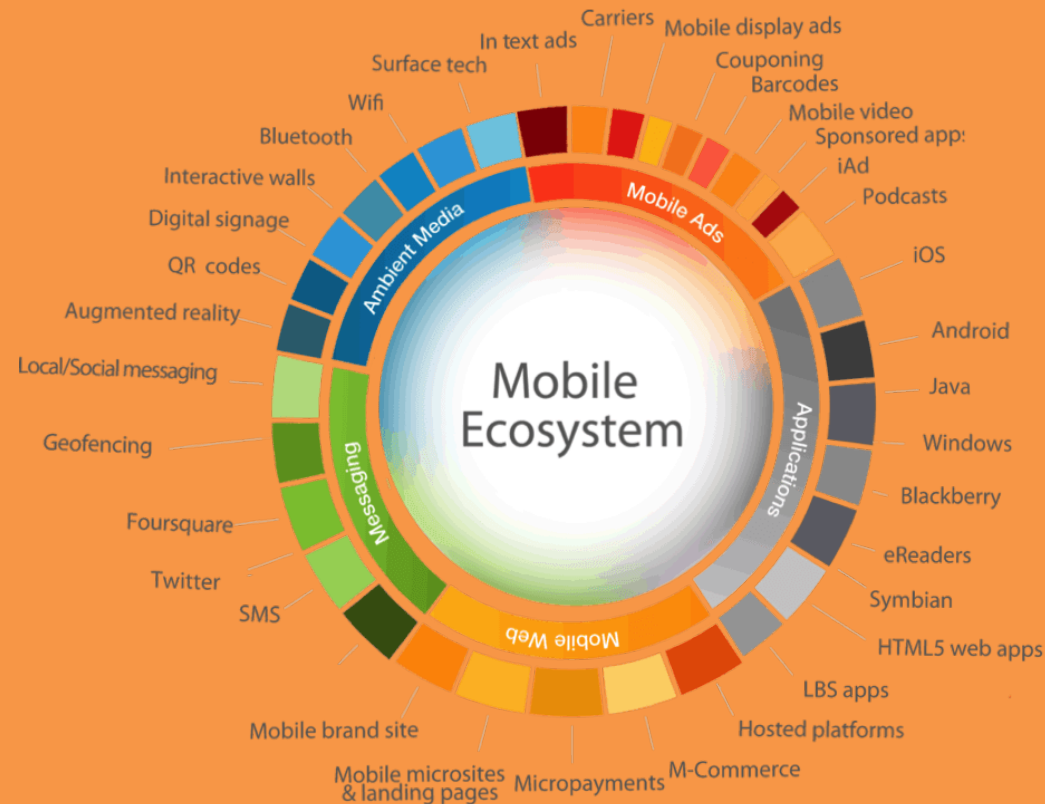 Carriers
Mobile display ads
In text ads
Couponing
Surface tech
Barcodes
Wifi
Mobile video
Bluetooth
Sponsored apps
iAd
Interactive walls
Podcasts
Digital signage
iOS
QR codes
Augmented reality
Android
Local/Social messaging
Java
Geofencing
Windows
Foursquare
Blackberry
Twitter
eReaders
SMS
Symbian
HTML5 web apps
LBS apps
Mobile brand site
Hosted platforms
Mobile microsites
& landing pages
Micropayments
M-Commerce
Mobile Ads
Ambient Media
Applications
Messaging
Mobile Web
Mobile
Ecosystem